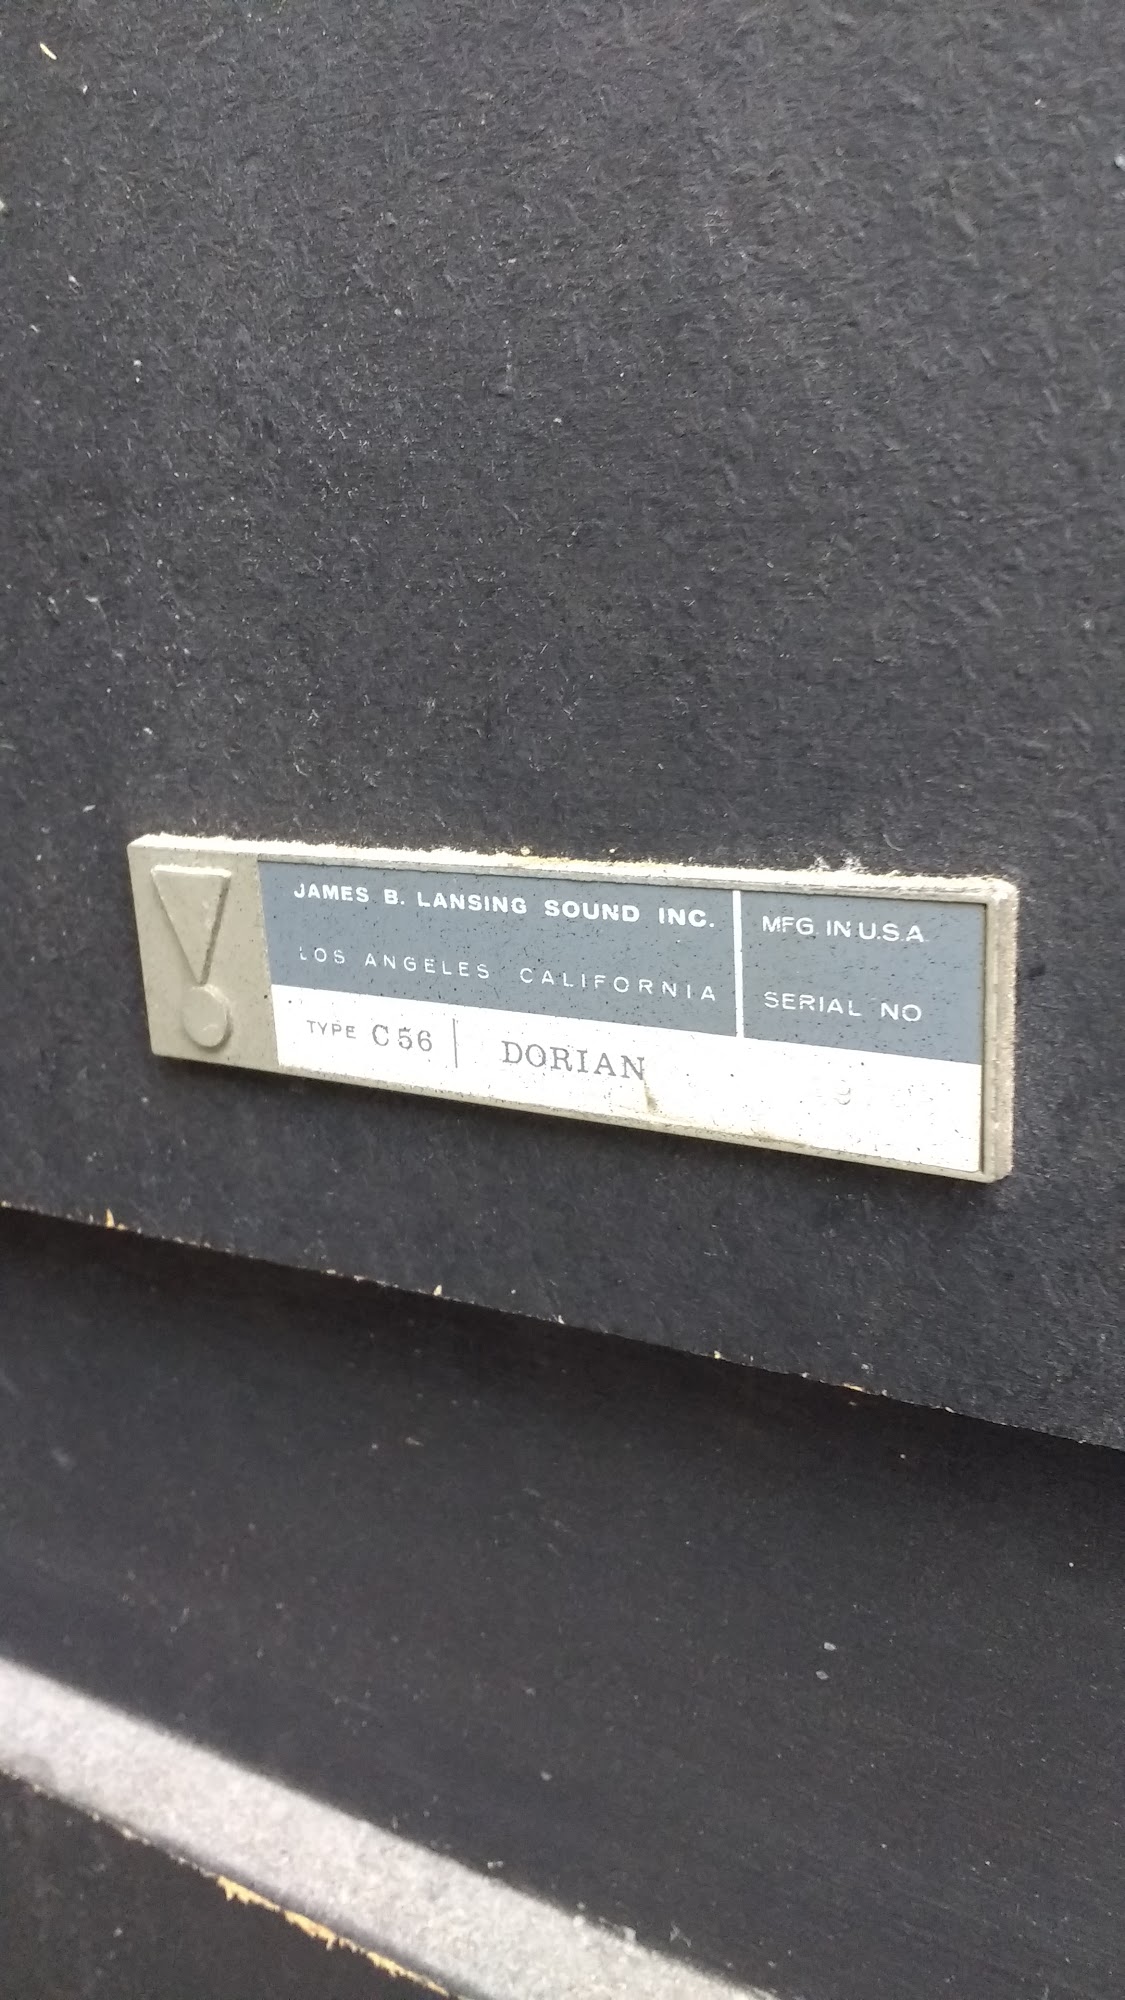 JAMES B. LANSING SOUND INC.
LOS ANGELES CALIFORNIA
MFG. IN U.S.A.
SERIAL NO
TYPE C56 DORIAN